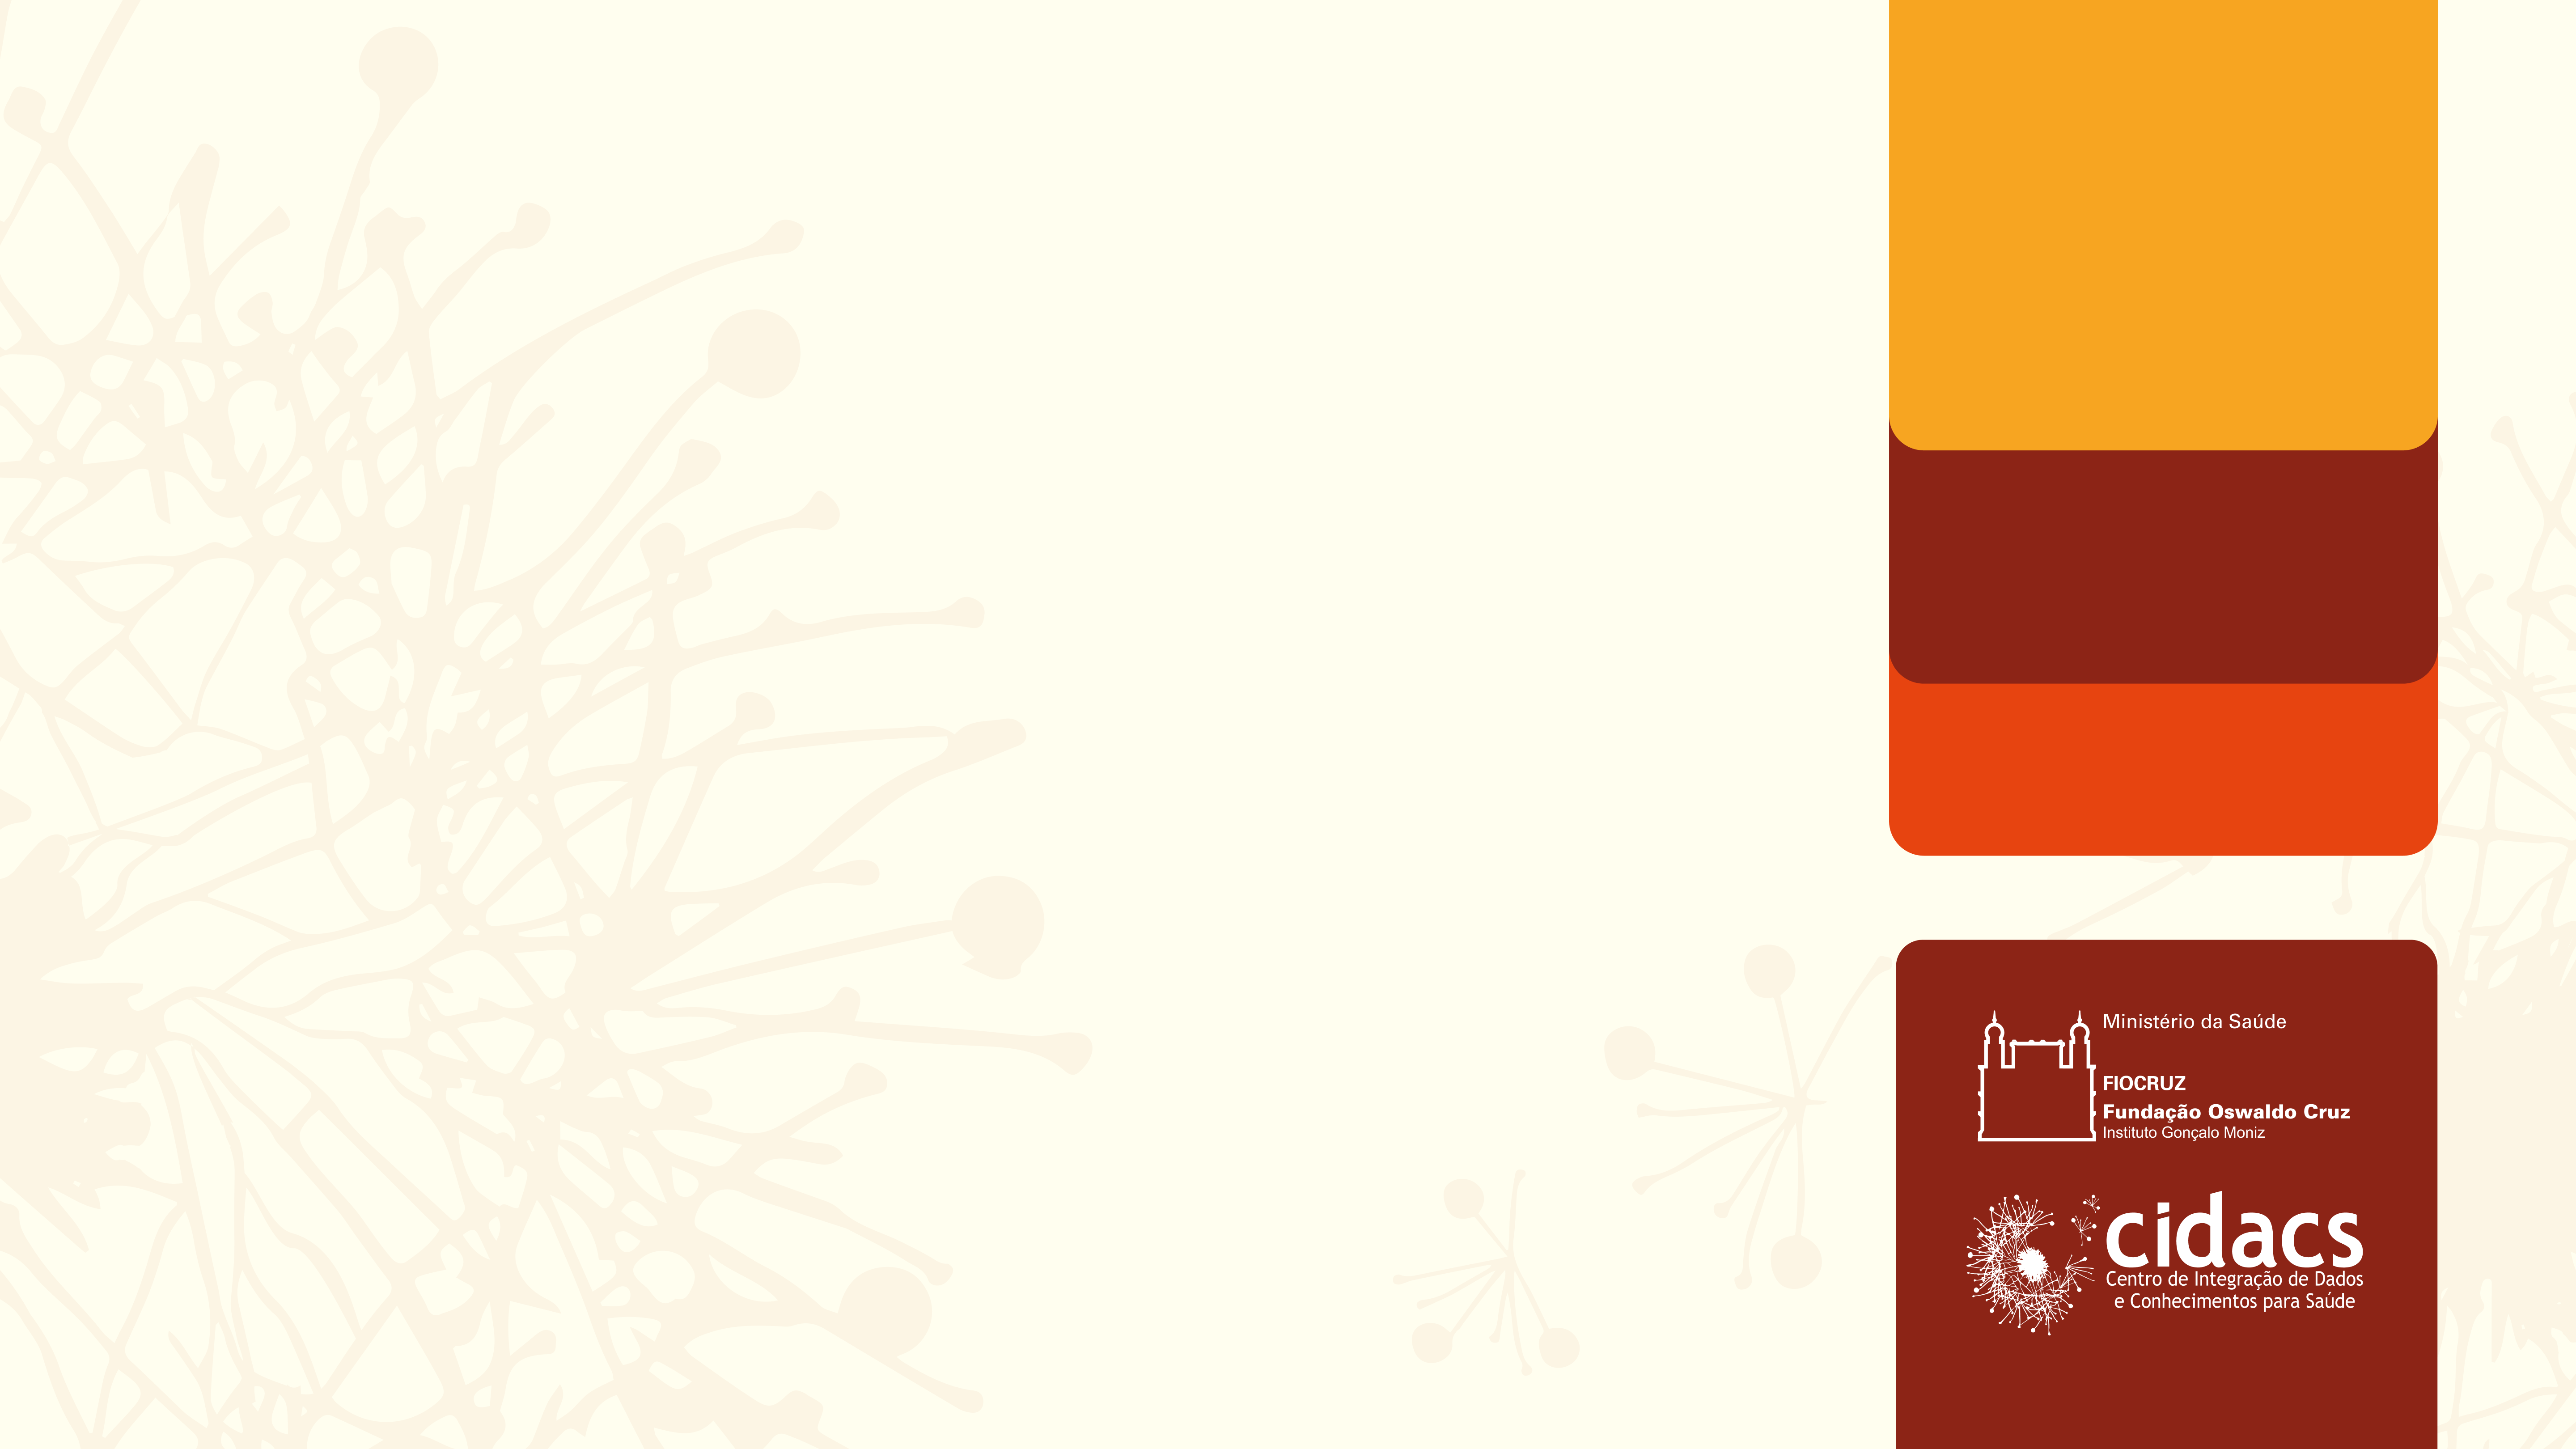 Ministério da Saúde
FIOCRUZ
Fundação Oswaldo Cruz
Instituto Gonçalo Moniz
cidacs
Centro de Integração de Dados
e Conhecimentos para Saúde